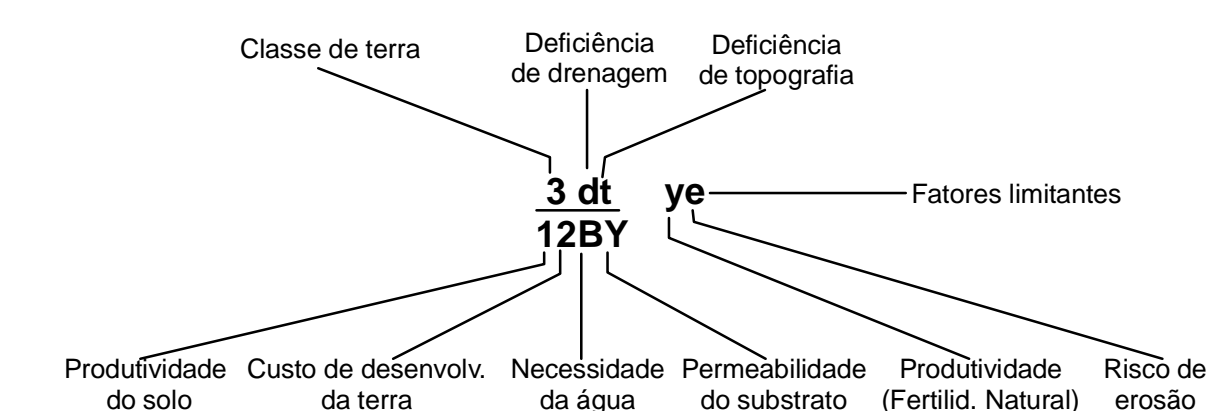 Classe de terra
Deficiência
de drenagem
Deficiência
de topografia
3 dt
12BY
ye
Fatores limitantes
Produtividade
do solo
Custo de desenvolv.
da terra
Necessidade
da água
Permeabilidade
do substrato
Produtividade
(Fertilid. Natural)
Risco de
erosão